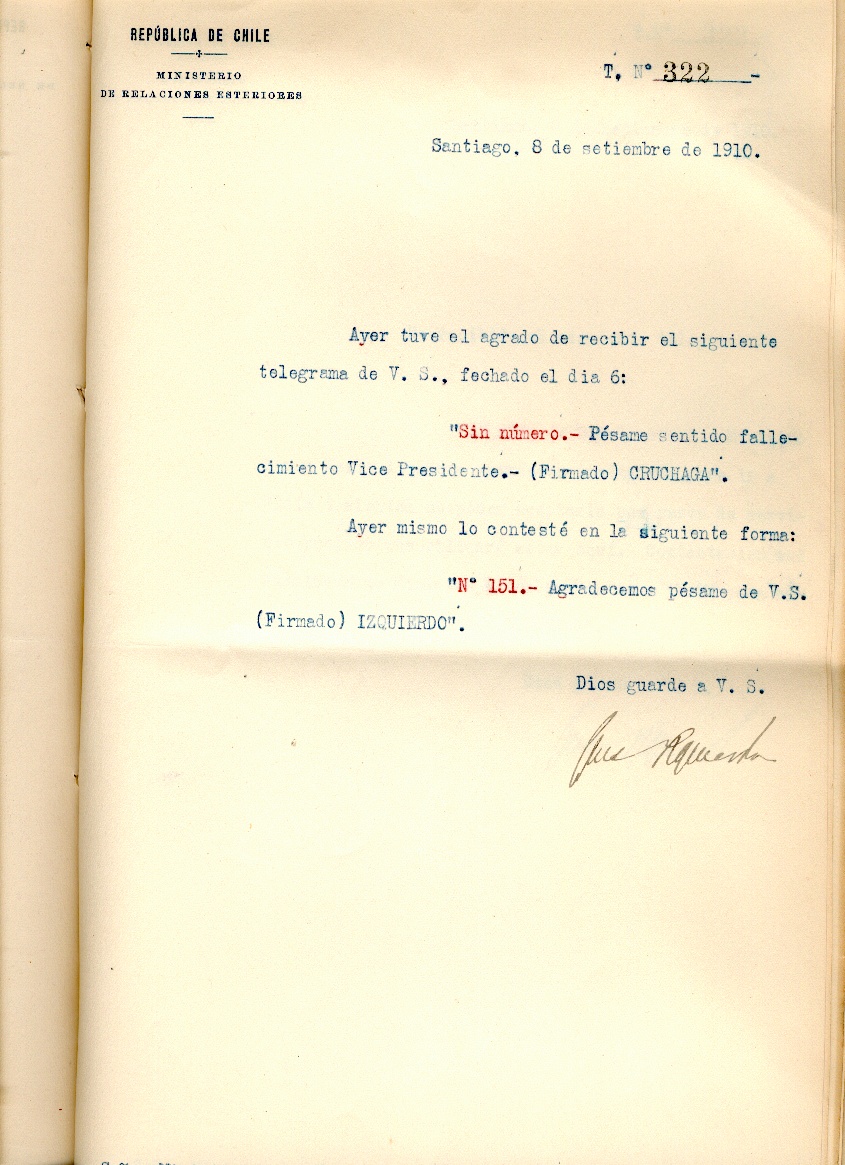 REPÚBLICA DE CHILE
MINISTERIO
DE RELACIONES ESTERIORES
T. N° 322 -
Santiago, 8 de setiembre de 1910.
Ayer tuve el agrado de recibir el siguiente
telegrama de V. S., fechado el dia 6:
"Sin número.- Pésame sentido falle-
cimiento Vice Presidente.- (Firmado) CRUCHAGA".
Ayer mismo lo contesté en la siguiente forma:
"N° 151.- Agradecemos pésame de V.S.
(Firmado) IZQUIERDO".
Dios guarde a V. S.
Luis Izquierdo